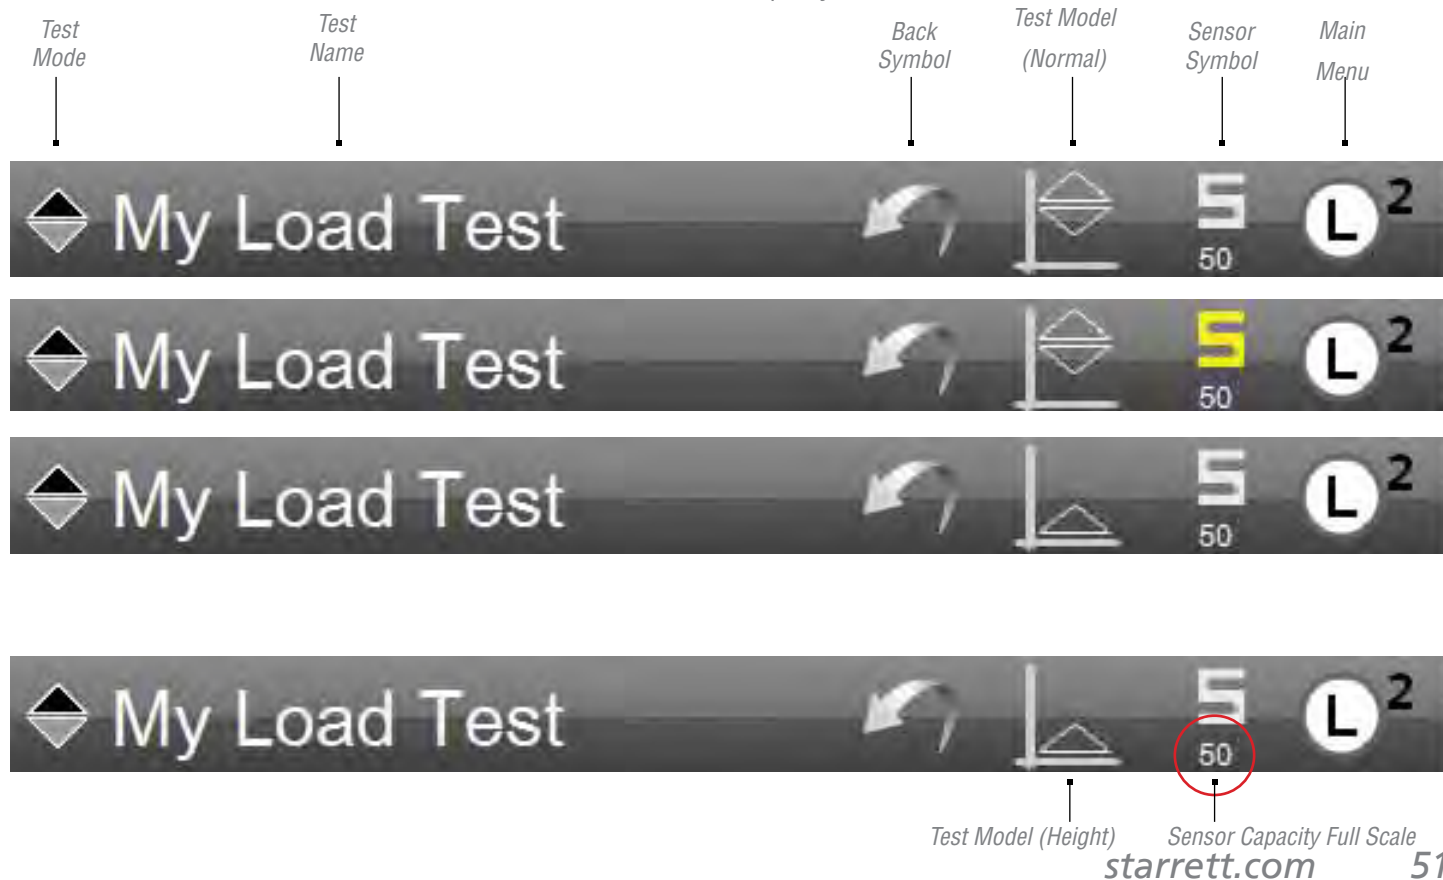 Test
Mode
Test
Name
Back
Symbol
Test Model
(Normal)
Sensor
Symbol
Main
Menu
My Load Test S 50 L 2
My Load Test S 50 L 2
My Load Test S 50 L 2
My Load Test S 50 L 2
Test Model (Height)
Sensor Capacity Full Scale
starrett.com 51